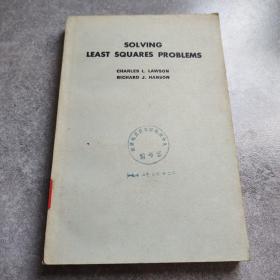 SOLVING
LEAST SQUARES PROBLEMS
CHARLES L. LAWSON
RICHARD J. HANSON